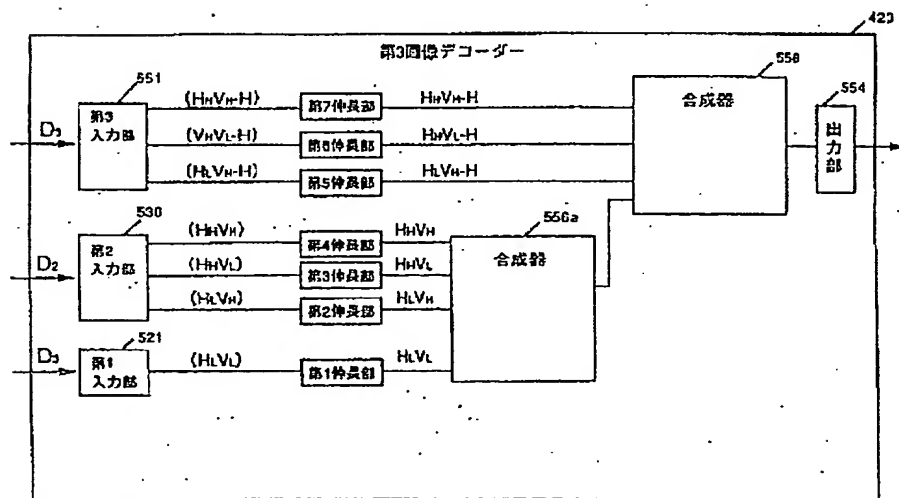 423
第3画像デコーダー
551
第3
入力部
D3
(HHVH-H)
第7伸長部
HHVH-H
(VHVL-H)
第6伸長部
HHVL-H
(HLVH-H)
第5伸長部
HLVH-H
556
合成器
554
出力部
530
第2
入力部
D2
(HHVH)
第4伸長部
HHVH
(HHVL)
第3伸長部
HHVL
(HLVH)
第2伸長部
HLVH
556a
合成器
521
第1
入力部
D3
(HLVL)
第1伸長部
HLVL